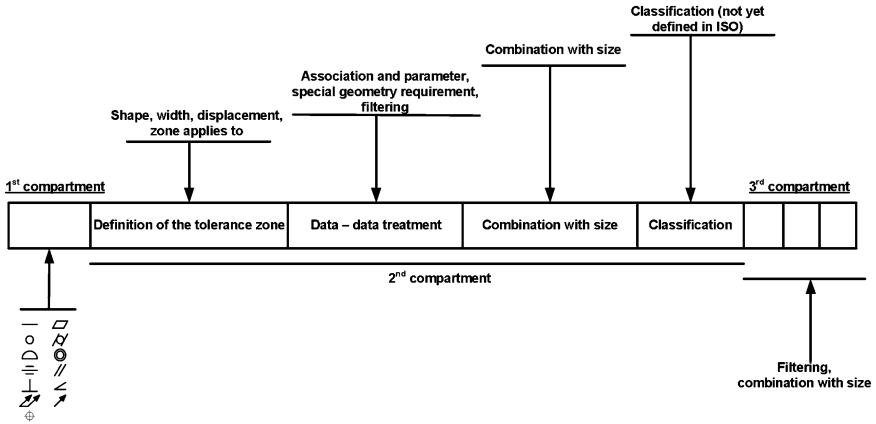 Classification (not yet
defined in ISO)
Combination with size
Association and parameter,
special geometry requirement,
filtering
Shape, width, displacement,
zone applies to
1st compartment
3rd compartment
Definition of the tolerance zone
Data – data treatment
Combination with size
Classification
2nd compartment
Filtering,
combination with size